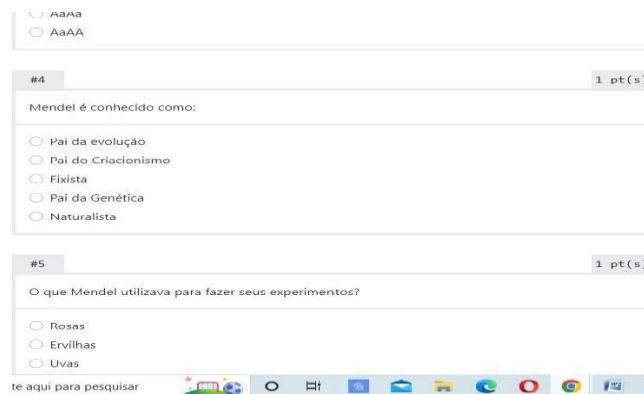 AaAa
AaAA
#4
1 pt(s)
Mendel é conhecido como:
Pai da evolução
Pai do Criacionismo
Fixista
Pai da Genética
Naturalista
#5
1 pt(s)
O que Mendel utilizava para fazer seus experimentos?
Rosas
Ervilhas
Uvas
te aqui para pesquisar